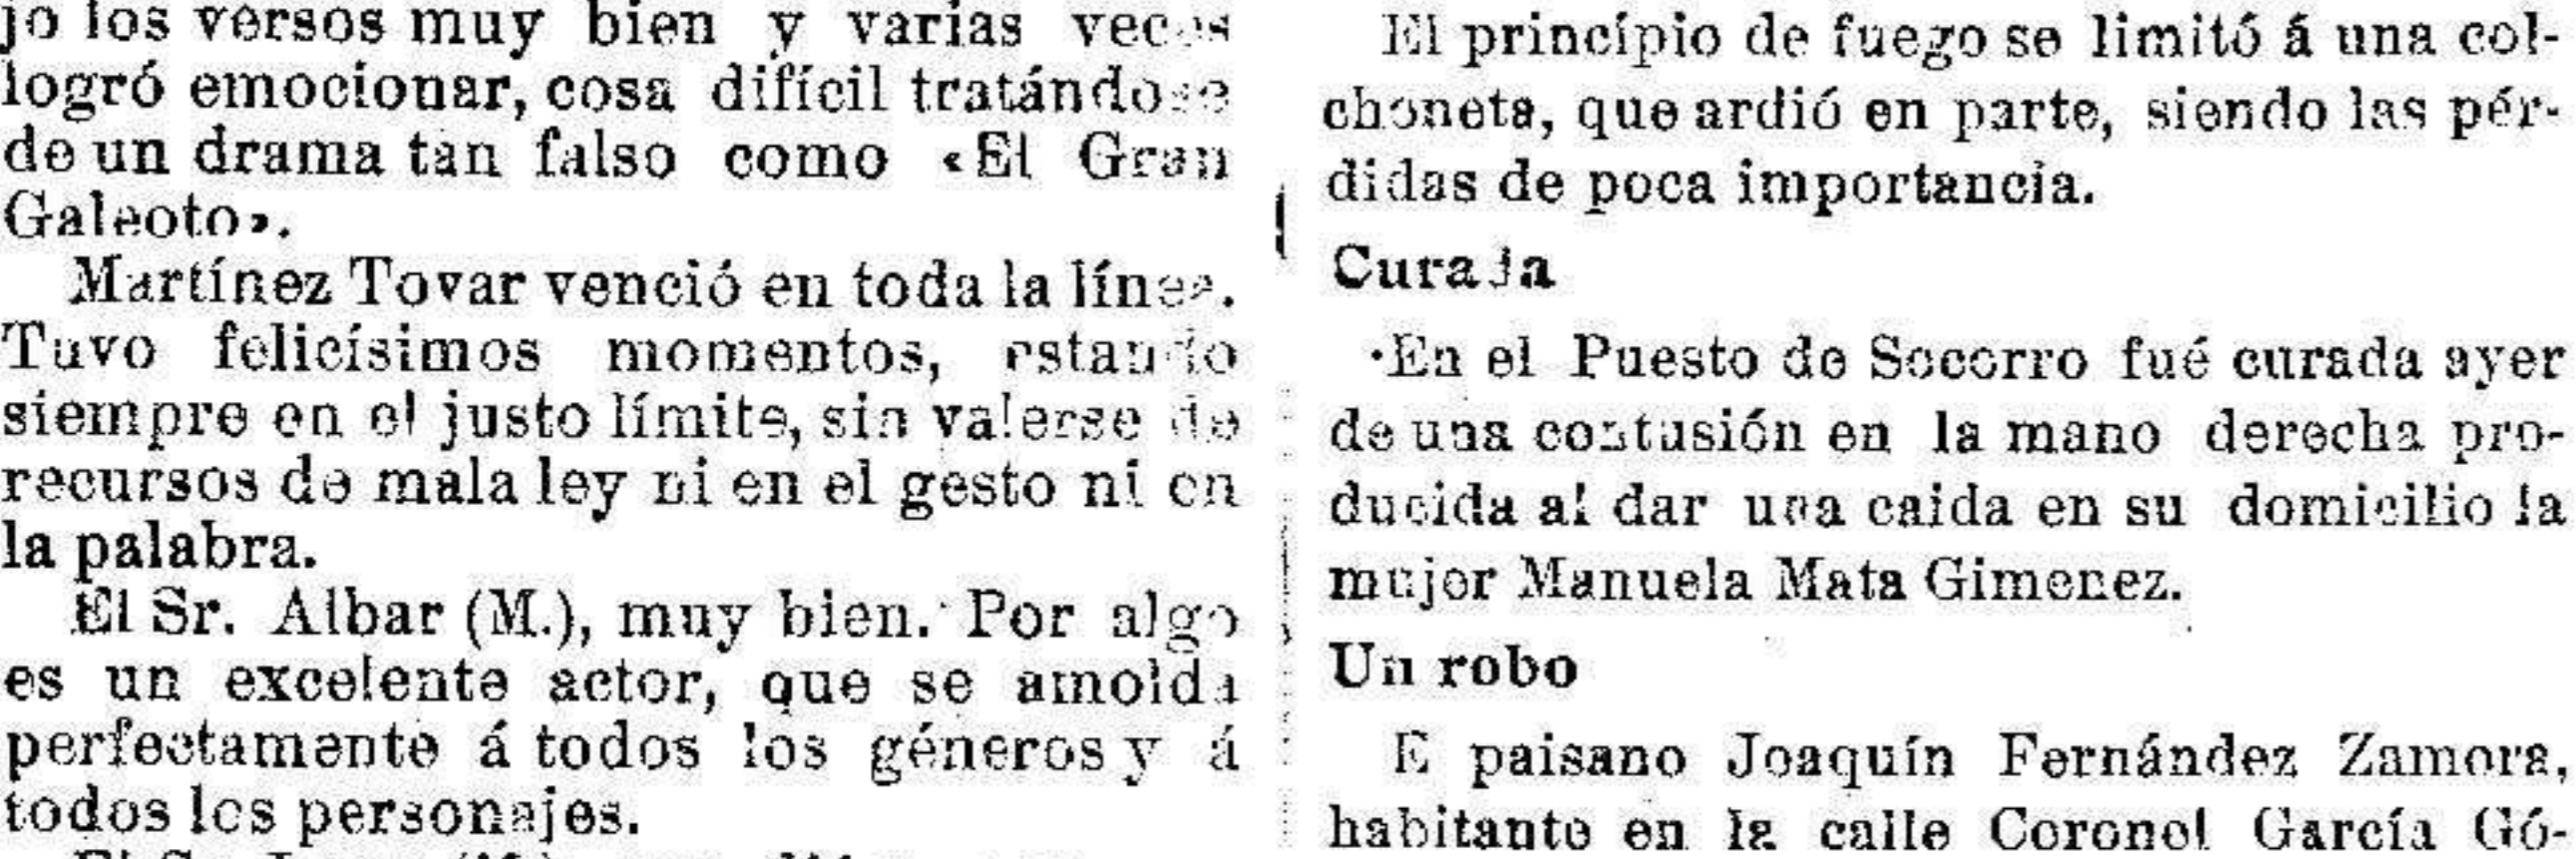 jo los versos muy bien y varias veces
logró emocionar, cosa difícil tratándose
de un drama tan falso como «El Gran
Galeoto».
Martínez Tovar venció en toda la línea.
Tuvo felicísimos momentos, estando
siempre en el justo límite, sin valerse de
recursos de mala ley ni en el gesto ni en
la palabra.
El Sr. Albar (M.), muy bien. Por algo
es un excelente actor, que se amolda
perfectamente á todos los géneros y á
todos los personajes.
El principio de fuego se limitó á una col-
choneta, que ardió en parte, siendo las pér-
didas de poca importancia.
Curada
En el Puesto de Socorro fué curada ayer
de una contusión en la mano derecha pro-
ducida al dar una caida en su domicilio la
mujer Manuela Mata Gimenez.
Un robo
E paisano Joaquín Fernández Zamora,
habitante en la calle Coronel García Gó-